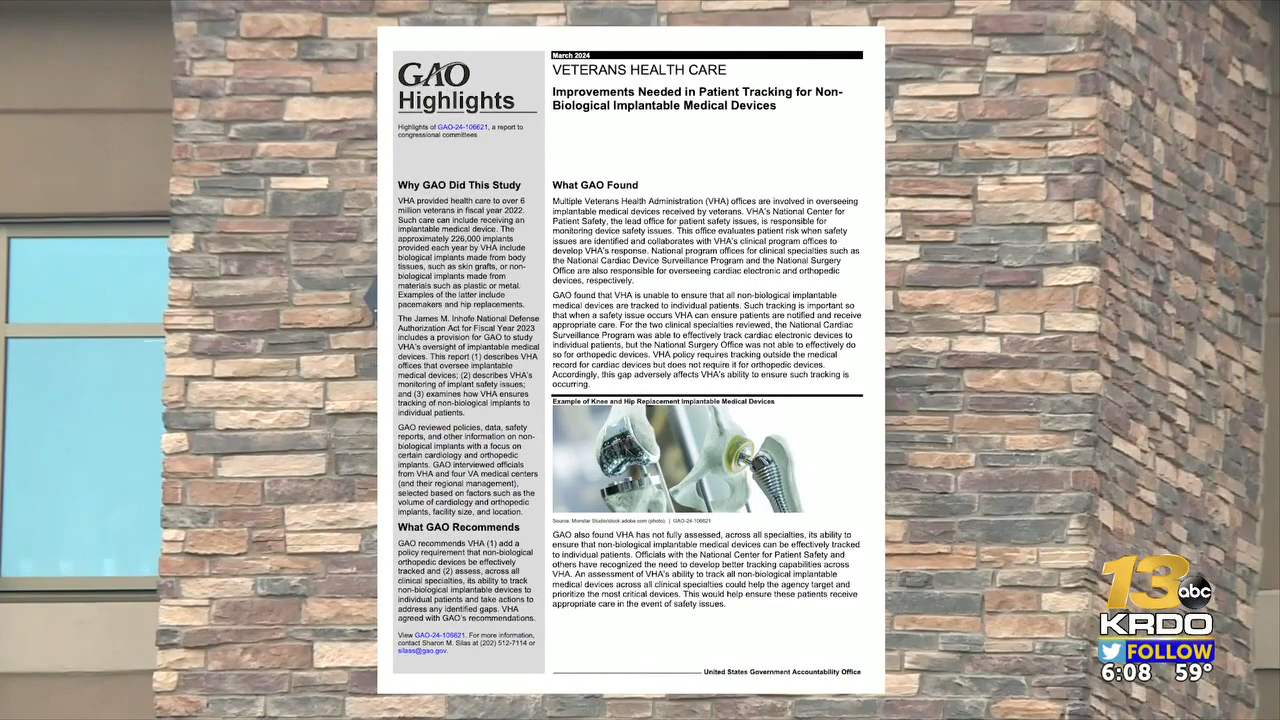 GAO
Highlights
Highlights of GAO-24-106621, a report to
congressional committees
Why GAO Did This Study
VHA provided health care to over 6
million veterans in fiscal year 2022.
Such care can include receiving an
implantable medical device. The
approximately 226,000 implants
provided each year by VHA include
biological implants made from body
tissues, such as skin grafts, or non-
biological implants made from
materials such as plastic or metal.
Examples of the latter include
pacemakers and hip replacements.
The James M. Inhofe National Defense
Authorization Act for Fiscal Year 2023
includes a provision for GAO to study
VHA's oversight of implantable medical
devices. This report (1) describes VHA
offices that oversee implantable
medical devices; (2) describes VHA's
monitoring of implant safety issues;
and (3) examines how VHA ensures
tracking of non-biological implants to
individual patients.
GAO reviewed policies, data, safety
reports, and other information on non-
biological implants with a focus on
certain cardiology and orthopedic
implants. GAO interviewed officials
from VHA and four VA medical centers
(and their regional management),
selected based on factors such as the
volume of cardiology and orthopedic
implants, facility size, and location.
What GAO Recommends
GAO recommends VHA (1) add a
policy requirement that non-biological
orthopedic devices be effectively
tracked and (2) assess, across all
clinical specialties, its ability to track
non-biological implantable medical
devices to individual patients and take actions to
address any identified gaps. VHA
agreed with GAO's recommendations.
View GAO-24-106621. For more information,
contact Sharon M. Silas at (202) 512-7114 or
silass@gao.gov.
March 2024
VETERANS HEALTH CARE
Improvements Needed in Patient Tracking for Non-
Biological Implantable Medical Devices
What GAO Found
Multiple Veterans Health Administration (VHA) offices are involved in overseeing
implantable medical devices received by veterans. VHA's National Center for
Patient Safety, the lead office for patient safety issues, is responsible for
monitoring device safety issues. This office evaluates patient risk when safety
issues are identified and collaborates with VHA's clinical program offices to
develop VHA's response. National program offices for clinical specialties such as
the National Cardiac Device Surveillance Program and the National Surgery
Office are also responsible for overseeing cardiac electronic and orthopedic
devices, respectively.
GAO found that VHA is unable to ensure that all non-biological implantable
medical devices are tracked to individual patients. Such tracking is important so
that when a safety issue occurs VHA can ensure patients are notified and receive
appropriate care. For the two clinical specialties reviewed, the National Cardiac
Surveillance Program was able to effectively track cardiac electronic devices to
individual patients, but the National Surgery Office was not able to effectively do
so for orthopedic devices. VHA policy requires tracking outside the medical
record for cardiac devices but does not require it for orthopedic devices.
Accordingly, this gap adversely affects VHA's ability to ensure such tracking is
occurring.
Example of Knee and Hip Replacement Implantable Medical Devices
Source: Monstar Studio/stock.adobe.com (photo). | GAO-24-106621
GAO also found VHA has not fully assessed, across all specialties, its ability to
ensure that non-biological implantable medical devices can be effectively tracked
to individual patients. Officials with the National Center for Patient Safety and
others have recognized the need to develop better tracking capabilities across
VHA. An assessment of VHA's ability to track all non-biological implantable
medical devices across all clinical specialties could help the agency target and
prioritize the most critical devices. This would help ensure these patients receive
appropriate care in the event of safety issues.
United States Government Accountability Office
13
abc
KRDO
FOLLOW
6:08 59°